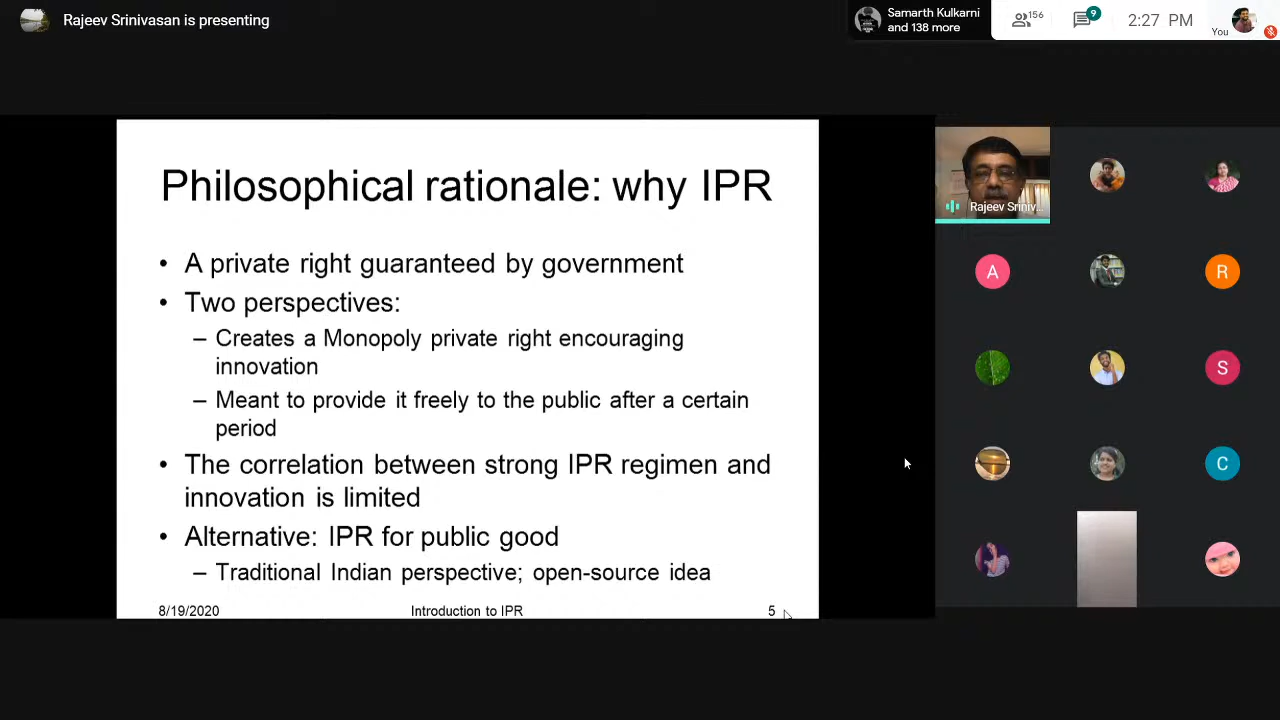 Rajeev Srinivasan is presenting
Samarth Kulkarni
and 138 more
156
9
2:27 PM
You
Philosophical rationale: why IPR
• A private right guaranteed by government
• Two perspectives:
– Creates a Monopoly private right encouraging
innovation
– Meant to provide it freely to the public after a certain
period
• The correlation between strong IPR regimen and
innovation is limited
• Alternative: IPR for public good
– Traditional Indian perspective; open-source idea
8/19/2020
Introduction to IPR
5
Rajeev Sriniv...
A
R
S
C